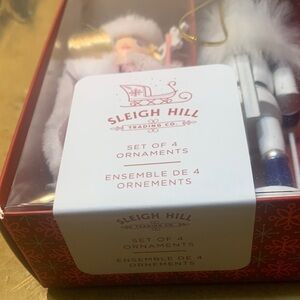 SLEIGH HILL
TRADING CO.
SET OF 4
ORNAMENTS
ENSEMBLE DE 4
ORNEMENTS
SLEIGH HILL
TRADING CO.
SET OF 4
ORNAMENTS
ENSEMBLE DE 4
ORNEMENTS